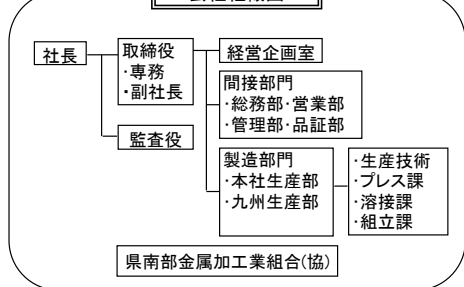 社長
取締役
・専務
・副社長
監査役
経営企画室
間接部門
・総務部・営業部
・管理部・品証部
製造部門
・本社生産部
・九州生産部
・生産技術
・プレス課
・溶接課
・組立課
県南部金属加工業組合(協)